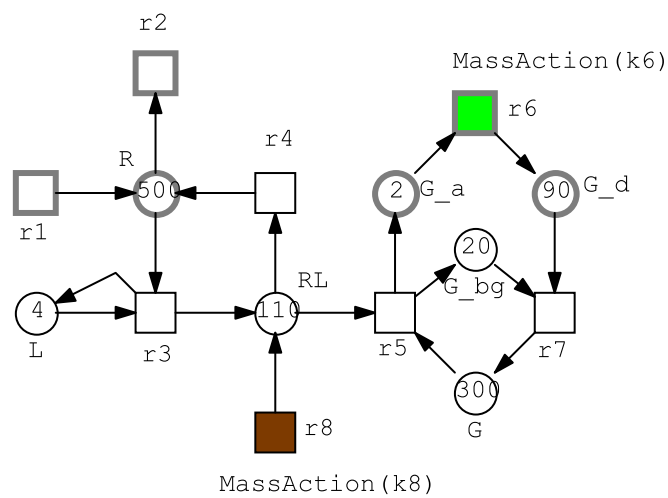 r2
MassAction(k6)
r6
r4
R
500
2
G_a
90
G_d
r1
20
RL
G_bg
4
110
L
r3
r5
r7
300
r8
G
MassAction(k8)